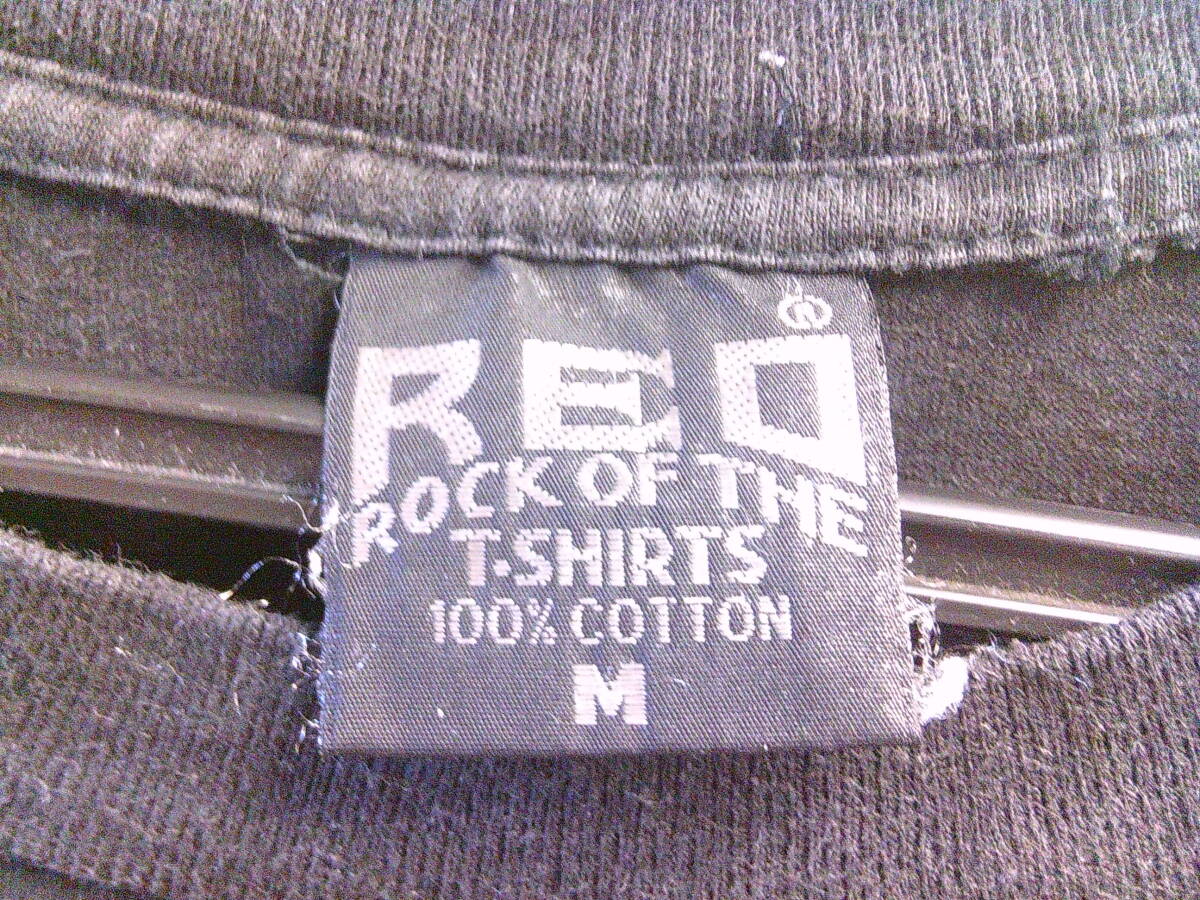 REO
ROCK OF THE
T-SHIRTS
100% COTTON
M